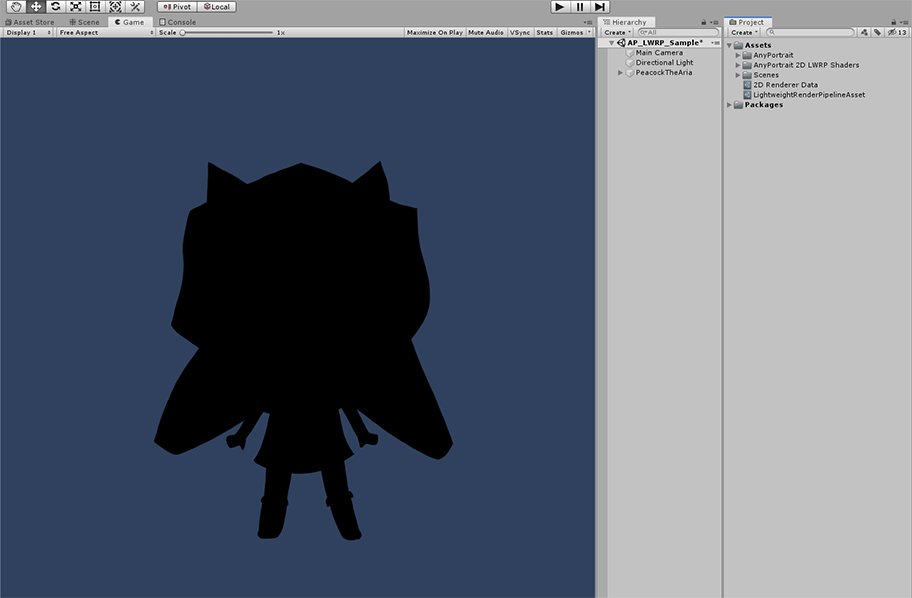 Pivot Local
Asset Store Scene Game Console
Display 1 Free Aspect Scale 1x Maximize On Play Mute Audio VSync Stats Gizmos
Hierarchy
Create All
AP_LWRP_Sample*
Main Camera
Directional Light
PeacockTheAria
Project
Create 13
Assets
AnyPortrait
AnyPortrait 2D LWRP Shaders
Scenes
2D Renderer Data
LightweightRenderPipelineAsset
Packages